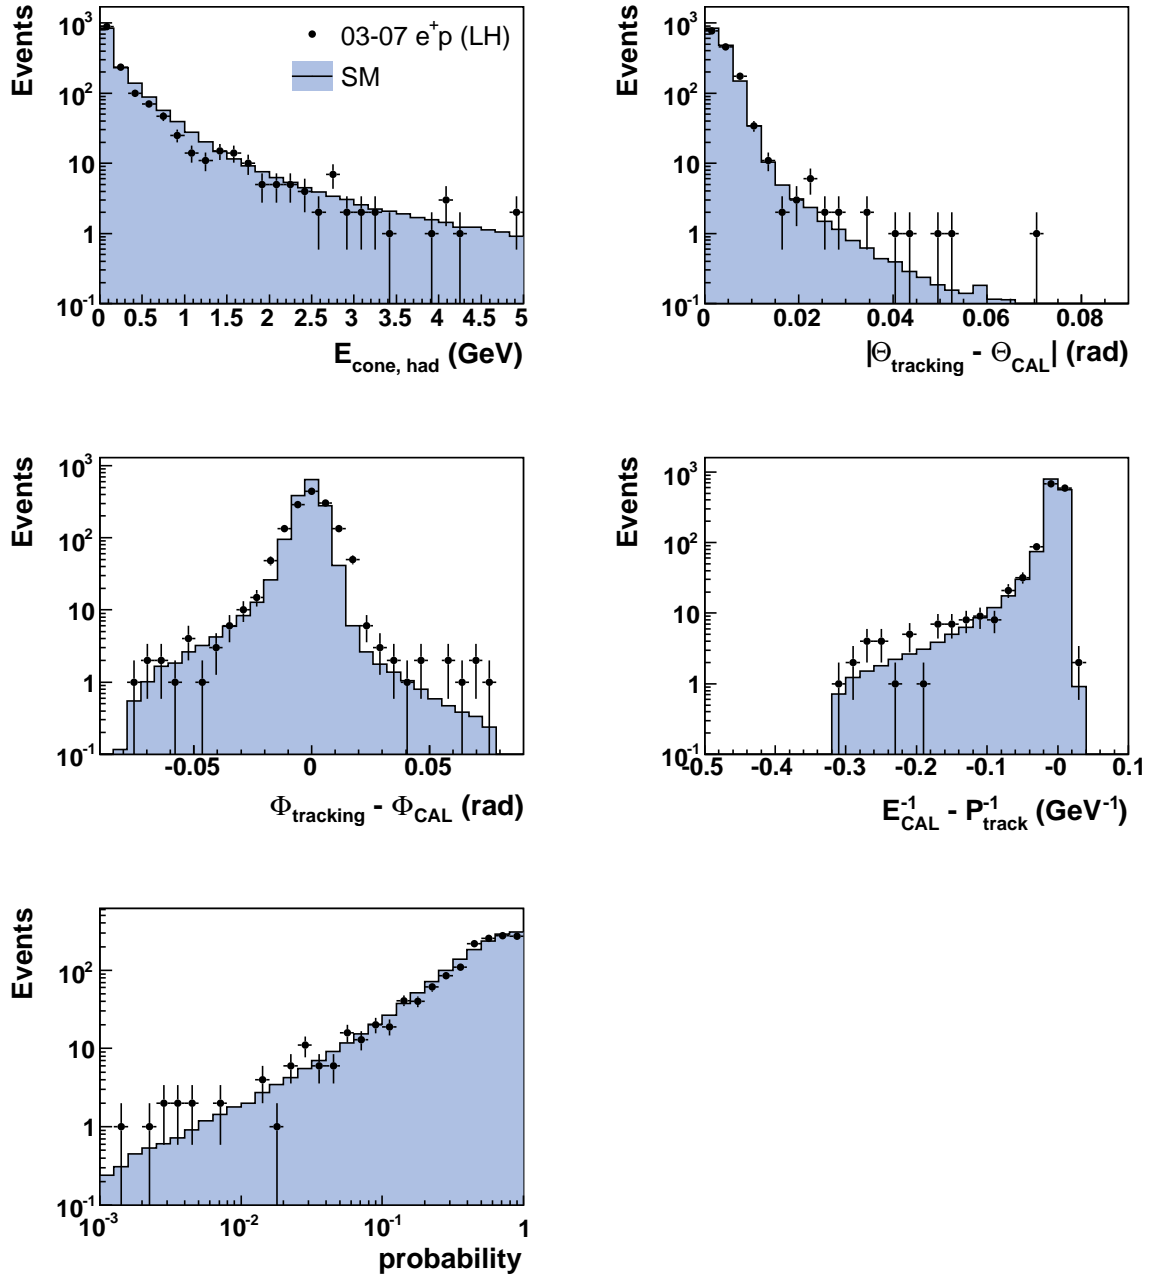 Events
10³
10²
10
1
10⁻¹
03-07 e⁺p (LH)
SM
0 0.5 1 1.5 2 2.5 3 3.5 4 4.5 5
E_cone, had (GeV)
Events
10³
10²
10
1
10⁻¹
0 0.02 0.04 0.06 0.08
|Θ_tracking - Θ_CAL| (rad)
Events
10³
10²
10
1
10⁻¹
-0.05 0 0.05
Φ_tracking - Φ_CAL (rad)
Events
10³
10²
10
1
10⁻¹
-0.5 -0.4 -0.3 -0.2 -0.1 -0 0.1
E⁻¹_CAL - P⁻¹_track (GeV⁻¹)
Events
10²
10
1
10⁻¹
10⁻³ 10⁻² 10⁻¹ 1
probability